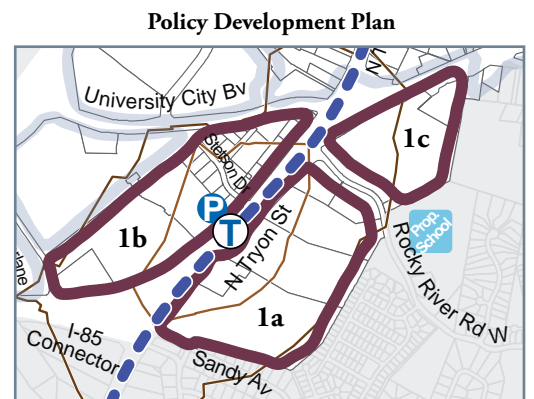 Policy Development Plan
N
University City Bv
1c
Stetson Dr
Prop.
School
P
T
1b
N Tryon St
Rocky River Rd W
lane
1a
I-85
Connector
Sandy Av